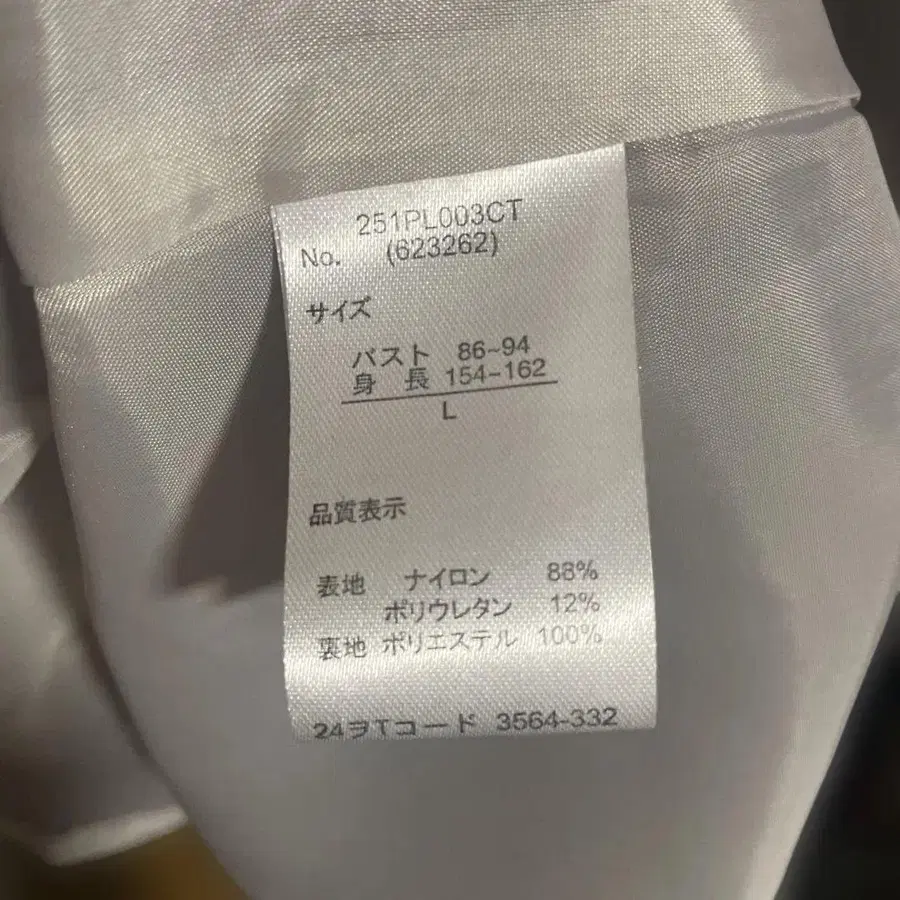 251PL003CT
No. (623262)
サイズ
バスト 86~94
身 長 154-162
L
品質表示
表地 ナイロン 88%
ポリウレタン 12%
裏地 ポリエステル 100%
24ヲTコード 3564-332